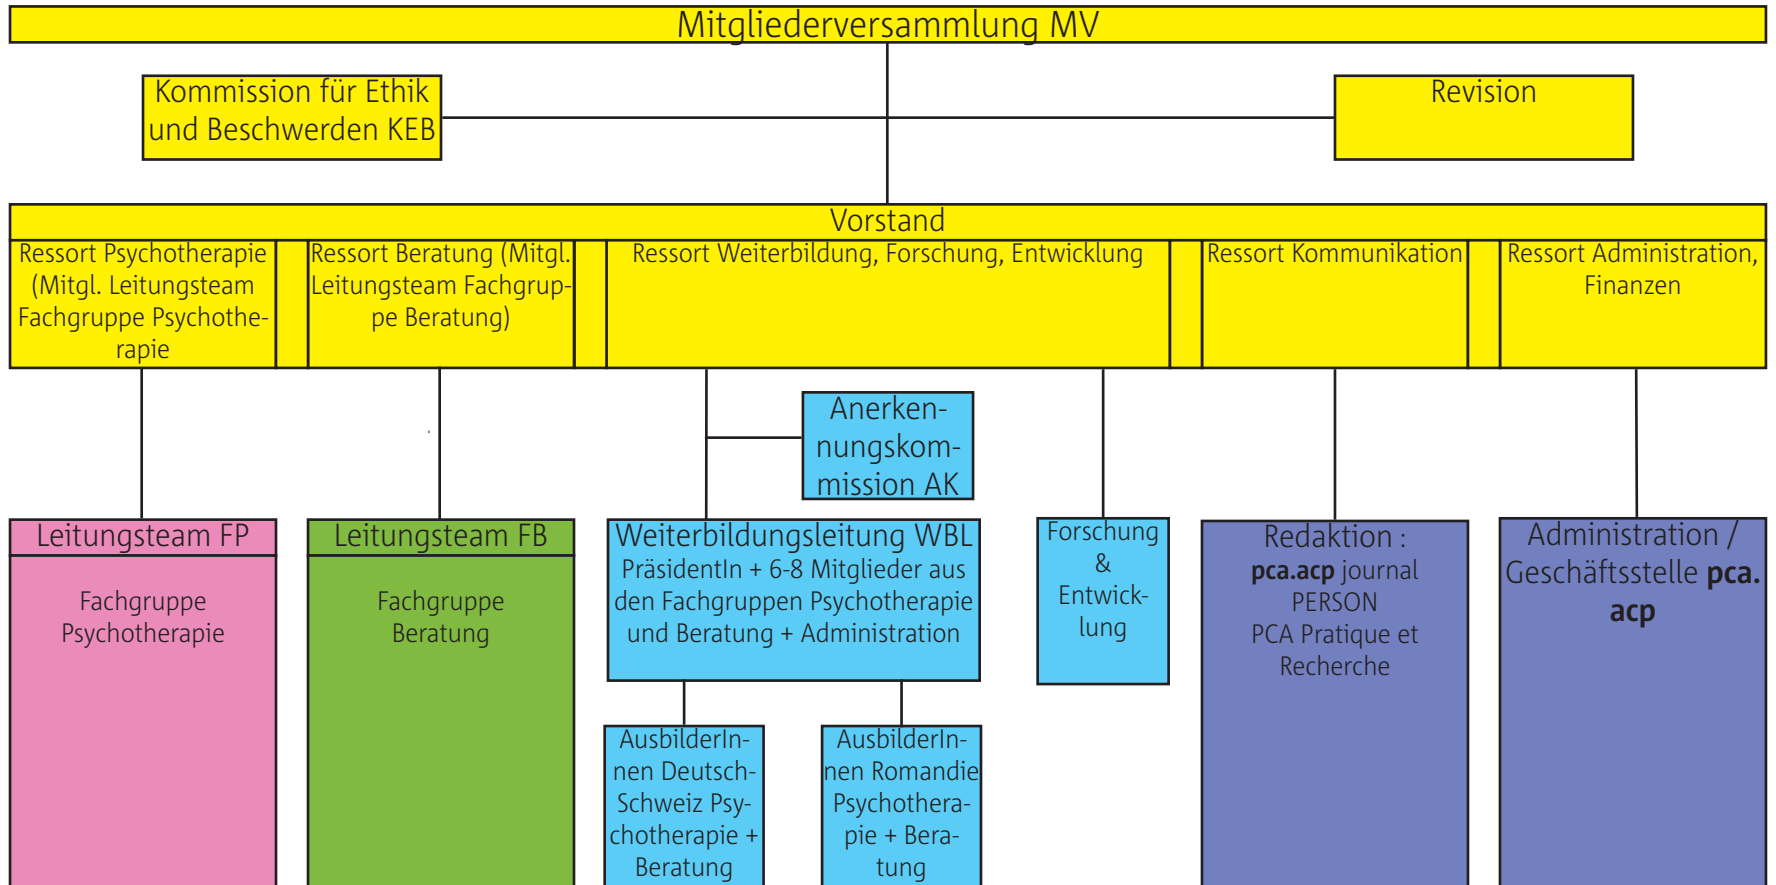 Mitgliederversammlung MV
Kommission für Ethik
und Beschwerden KEB
Revision
Vorstand
Ressort Psychotherapie
(Mitgl. Leitungsteam
Fachgruppe Psychothe-
rapie
Ressort Beratung (Mitgl.
Leitungsteam Fachgrup-
pe Beratung)
Ressort Weiterbildung, Forschung, Entwicklung
Ressort Kommunikation
Ressort Administration,
Finanzen
Anerken-
nungskom-
mission AK
Leitungsteam FP
Fachgruppe
Psychotherapie
Leitungsteam FB
Fachgruppe
Beratung
Weiterbildungsleitung WBL
PräsidentIn + 6-8 Mitglieder aus
den Fachgruppen Psychotherapie
und Beratung + Administration
Forschung
&
Entwick-
lung
Redaktion :
pca.acp journal
PERSON
PCA Pratique et
Recherche
Administration /
Geschäftsstelle pca.
acp
AusbilderIn-
nen Deutsch-
Schweiz Psy-
chotherapie +
Beratung
AusbilderIn-
nen Romandie
Psychothera-
pie + Bera-
tung